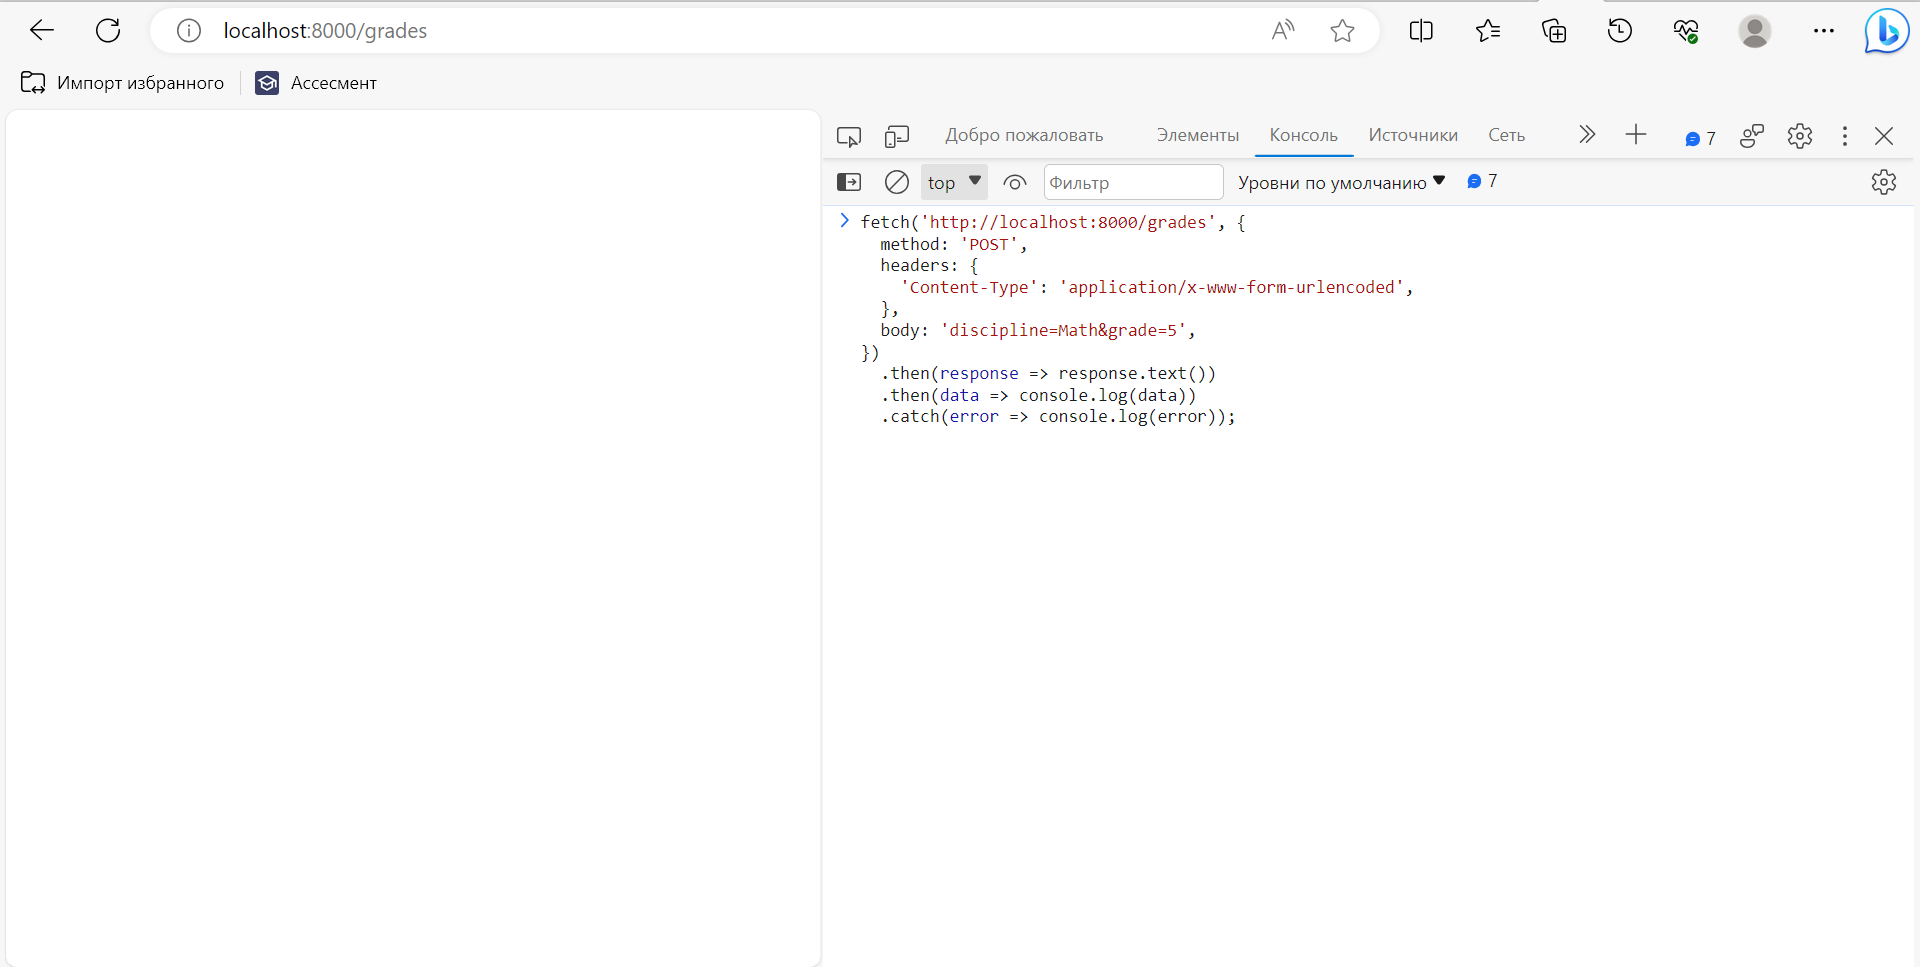 localhost:8000/grades
Импорт избранного
Ассесмент
Добро пожаловать Элементы Консоль Источники Сеть 7
top Фильтр Уровни по умолчанию 7
fetch('http://localhost:8000/grades', {
method: 'POST',
headers: {
'Content-Type': 'application/x-www-form-urlencoded',
},
body: 'discipline=Math&grade=5',
})
.then(response => response.text())
.then(data => console.log(data))
.catch(error => console.log(error));